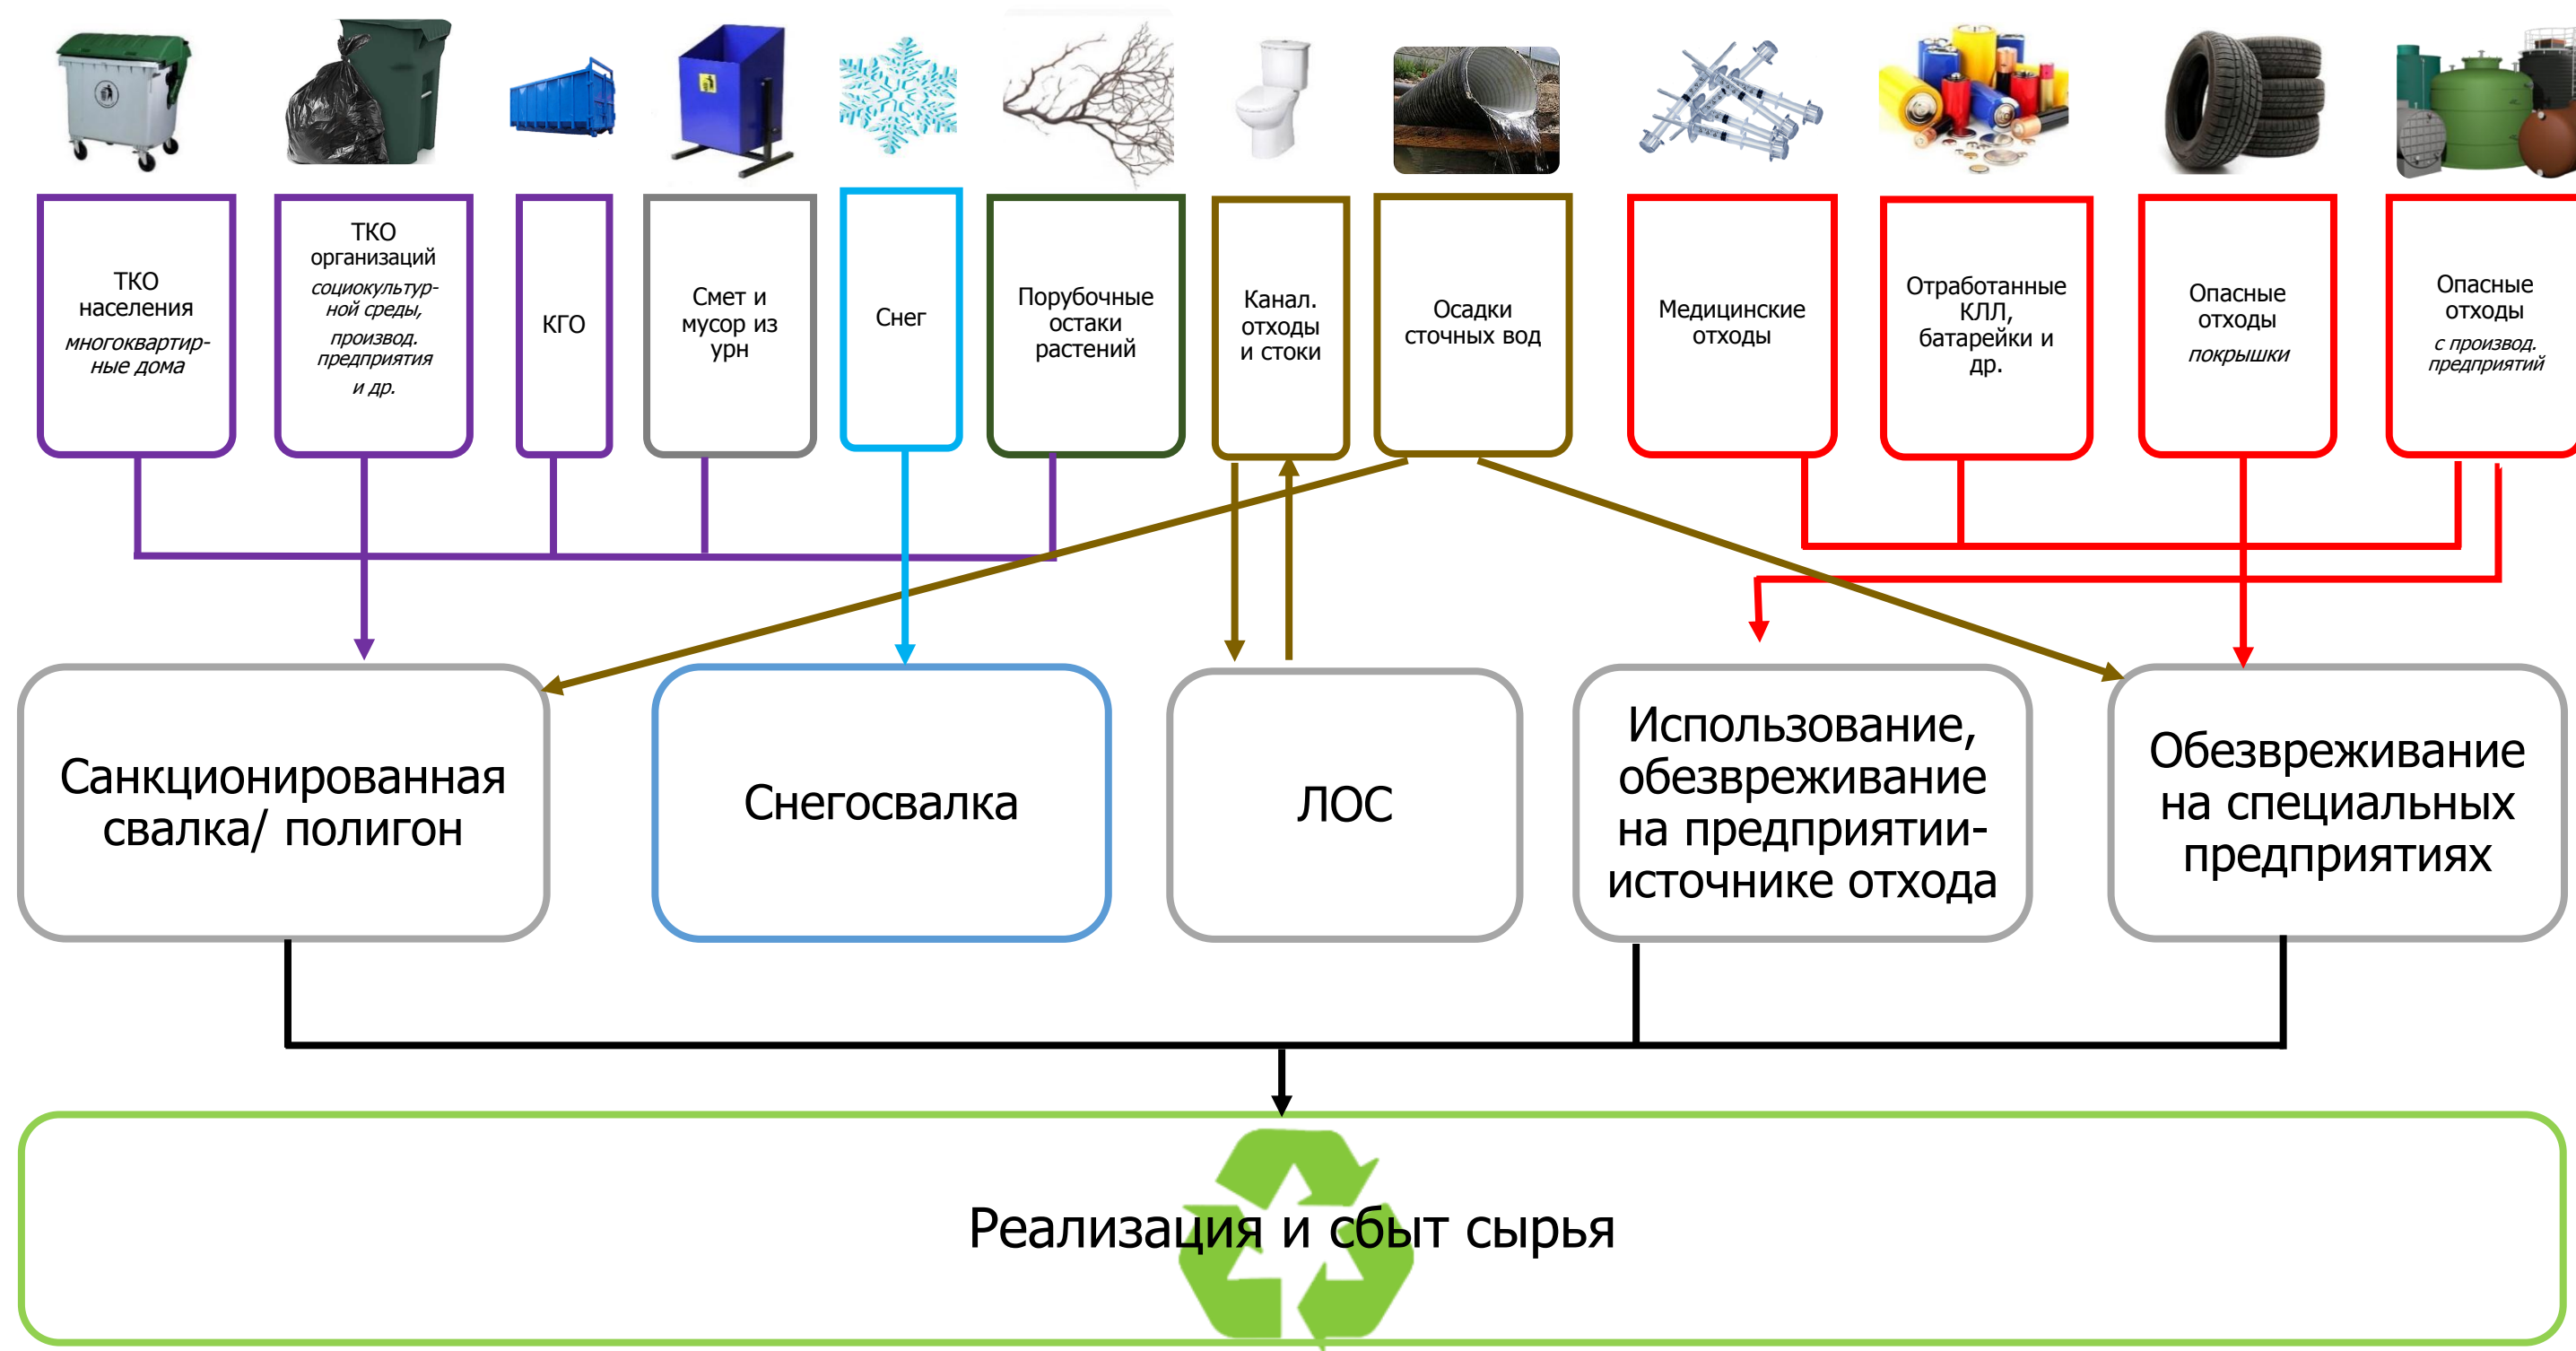 ТКО
населения
многоквартир-
ные дома
ТКО
организаций
социокультур-
ной среды,
производ.
предприятия
и др.
КГО
Смет и
мусор из
урн
Снег
Порубочные
остаки
растений
Канал.
отходы
и стоки
Осадки
сточных вод
Медицинские
отходы
Отработанные
КЛЛ,
батарейки и
др.
Опасные
отходы
покрышки
Опасные
отходы
с производ.
предприятий
Санкционированная
свалка/ полигон
Снегосвалка
ЛОС
Использование,
обезвреживание
на предприятии-
источнике отхода
Обезвреживание
на специальных
предприятиях
Реализация и сбыт сырья